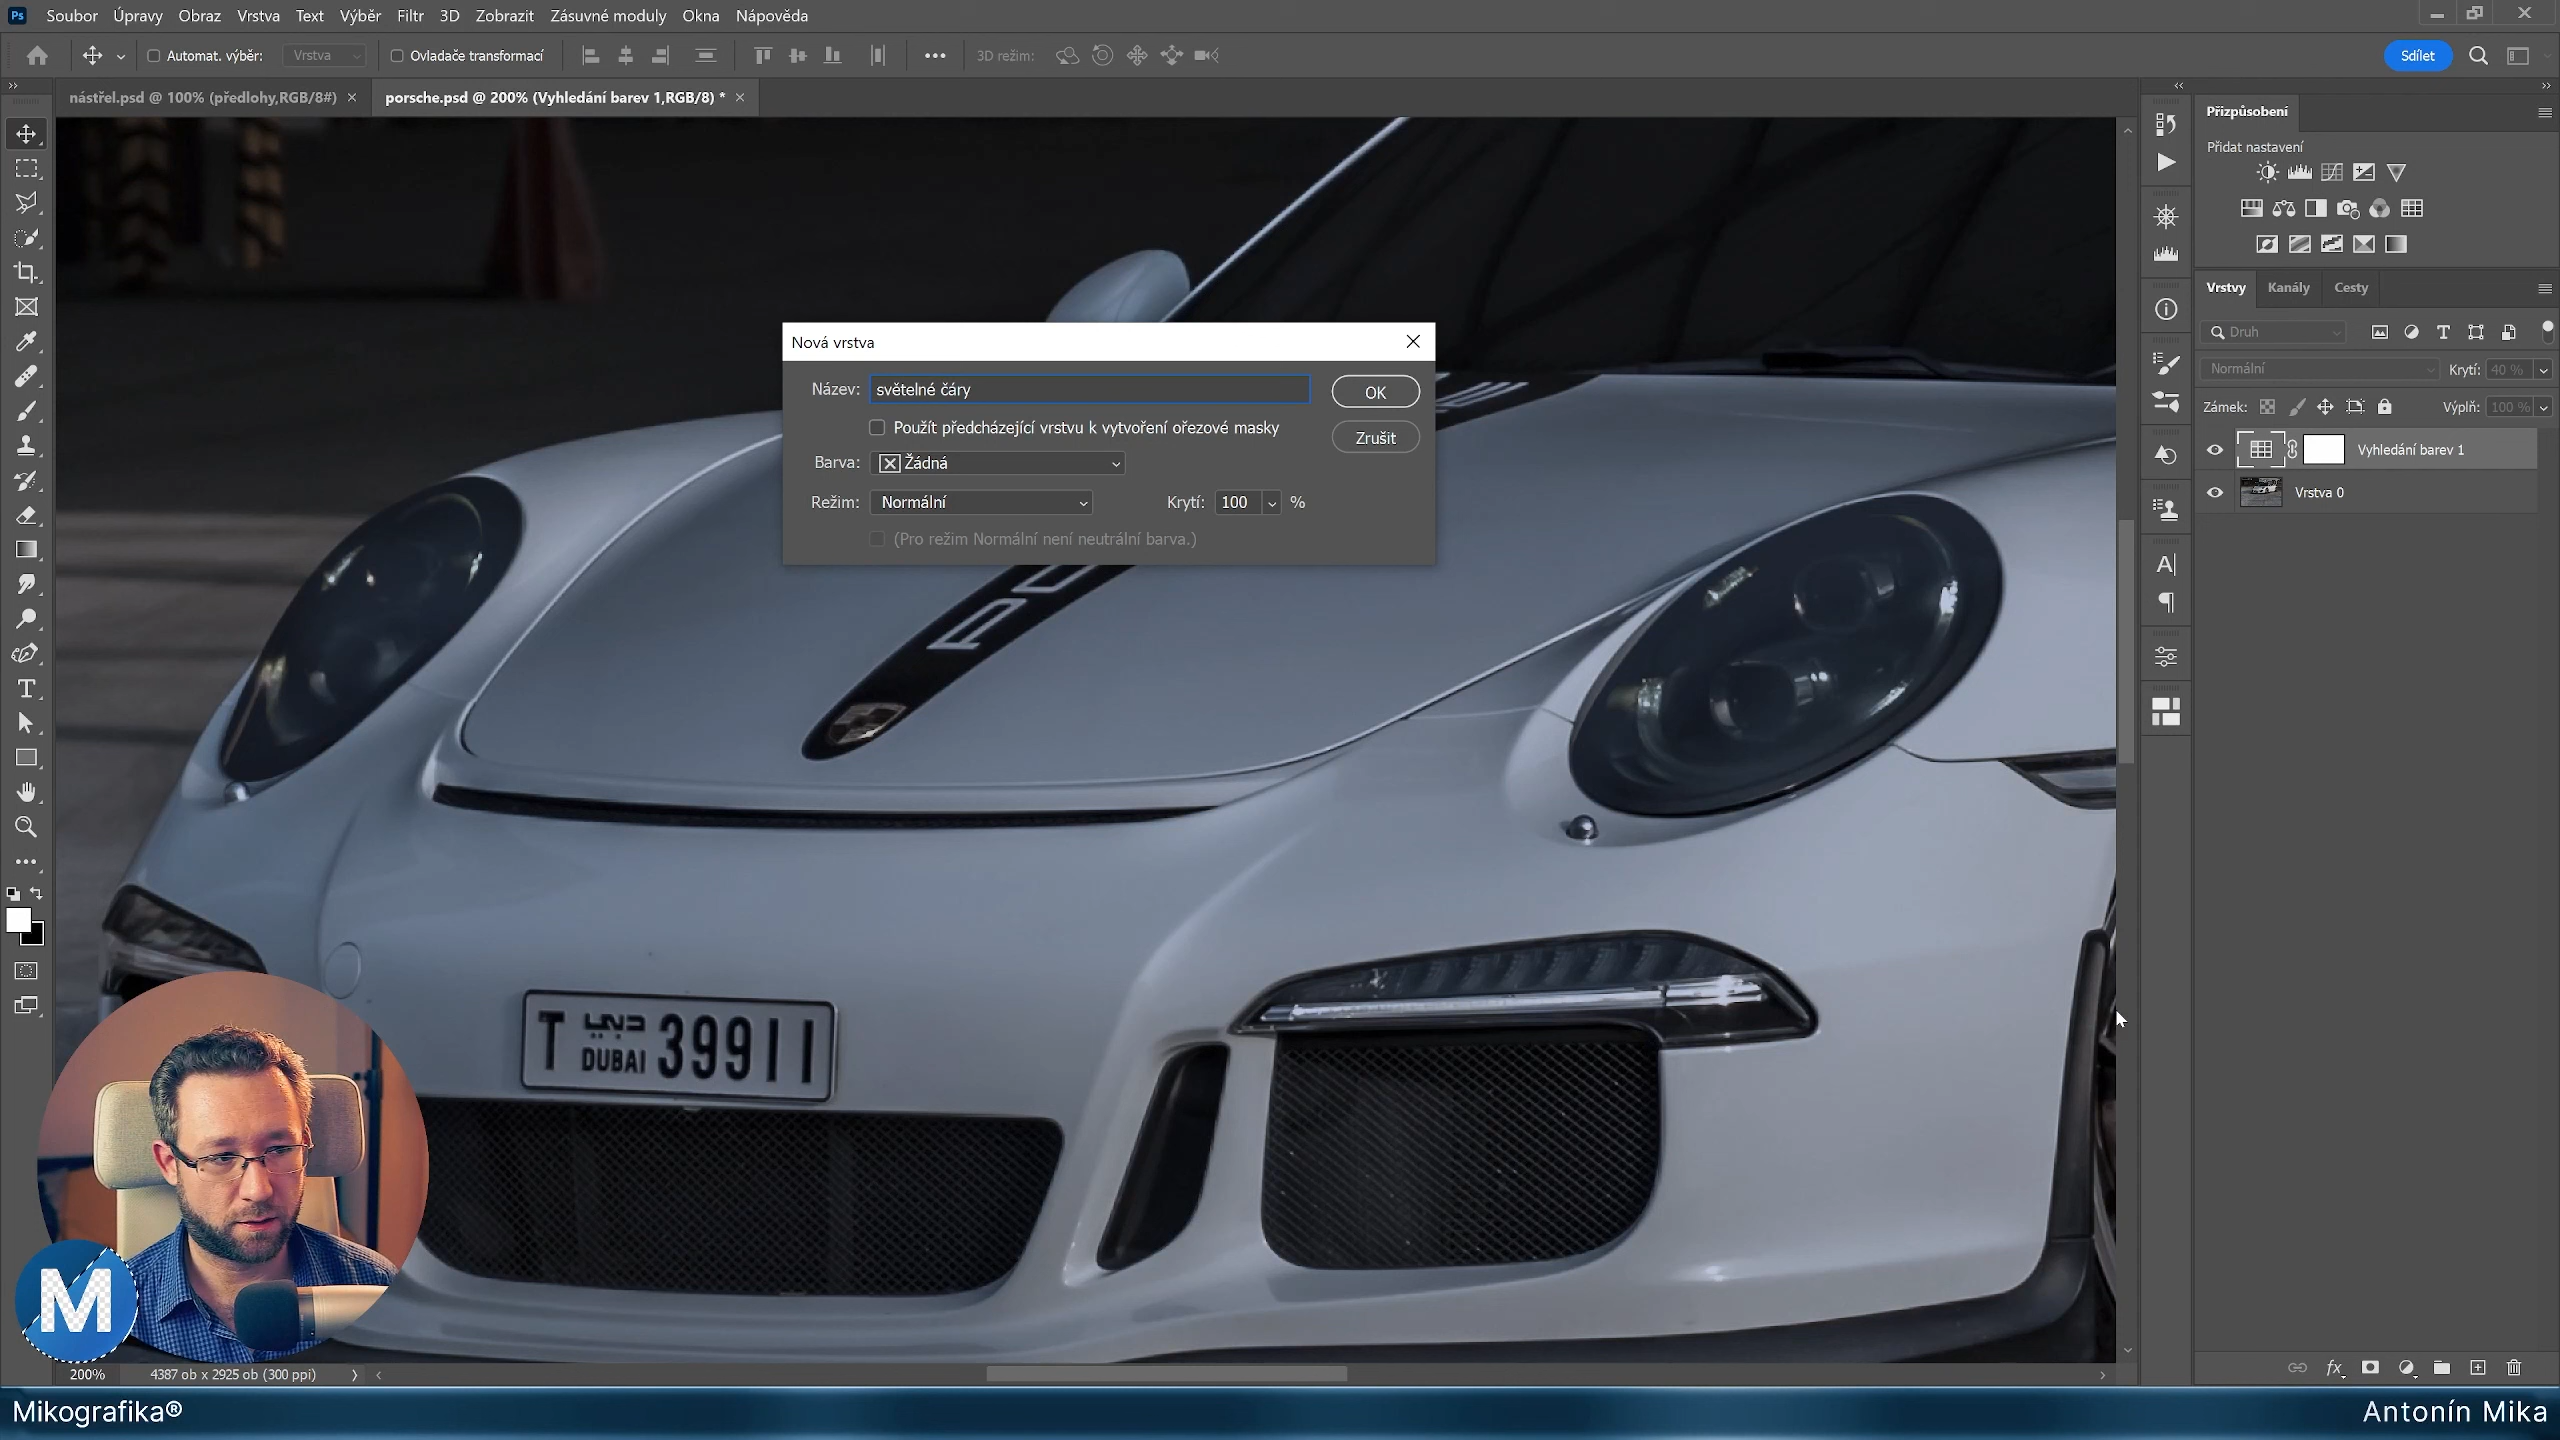 Ps Soubor Úpravy Obraz Vrstva Text Výběr Filtr 3D Zobrazit Zásuvné moduly Okna Nápověda
Automat. výběr: Vrstva Ovladače transformací 3D režim: Sdílet
nástřel.psd @ 100% (předlohy,RGB/8#) × porsche.psd @ 200% (Vyhledání barev 1,RGB/8) * ×
Přizpůsobení
Přidat nastavení
Vrstvy Kanály Cesty
Druh
Normální Krytí: 40 %
Zámek: Výplň: 100 %
Vyhledání barev 1
Vrstva 0
Nová vrstva
Název: světelné čáry OK
Použít předcházející vrstvu k vytvoření ořezové masky
Zrušit
Barva: Žádná
Režim: Normální Krytí: 100 %
(Pro režim Normální není neutrální barva.)
T دبي DUBAI 39911
M
200% 4387 ob x 2925 ob (300 ppi)
Mikografika® Antonín Mika